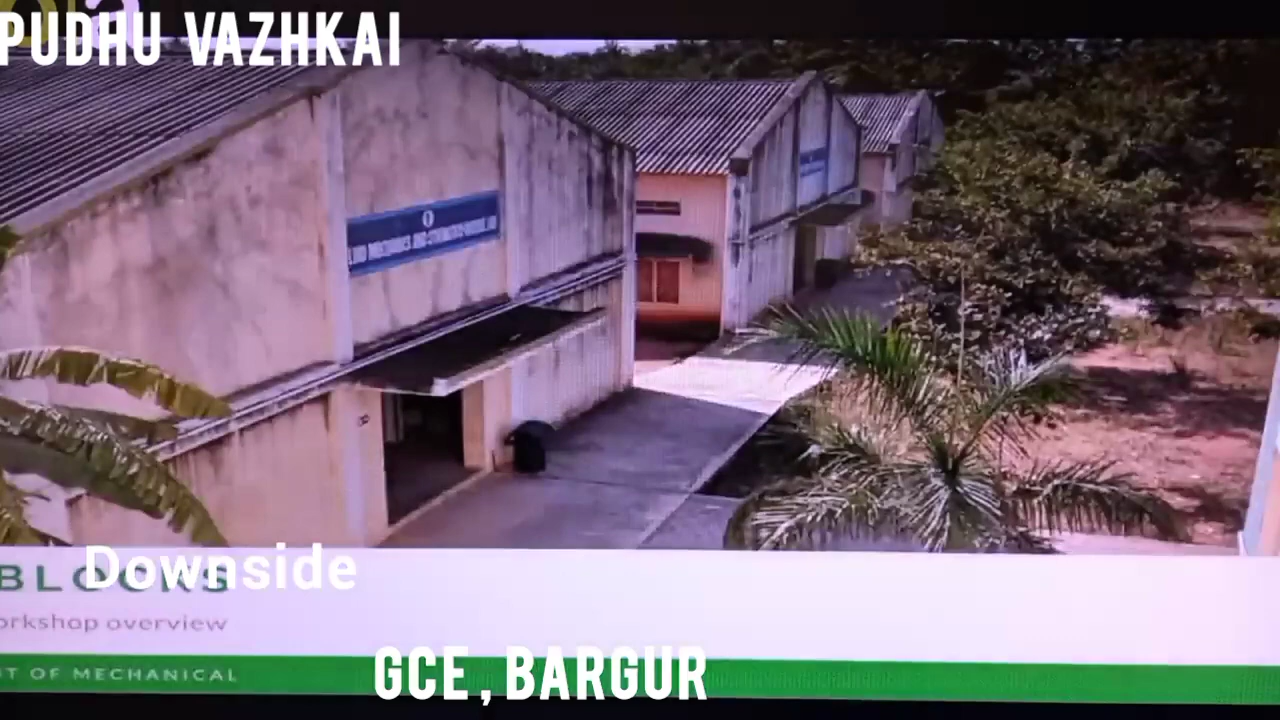 PUDHU VAZHKAI
BLOCKS
Downside
orkshop overview
T OF MECHANICAL
GCE, BARGUR